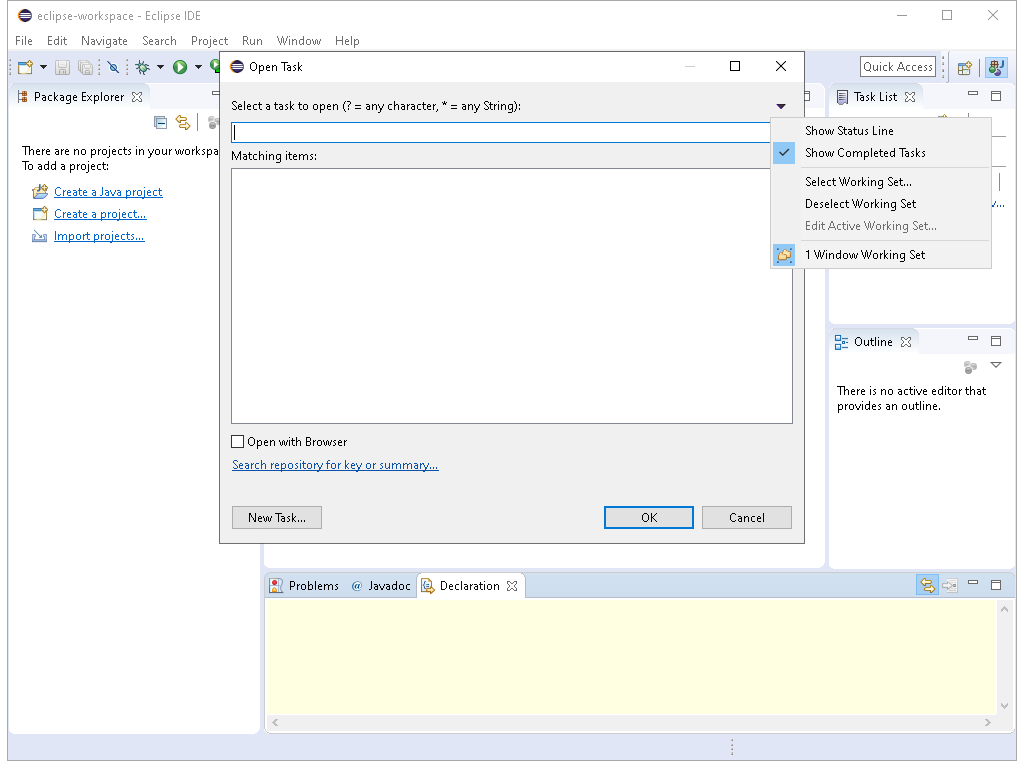 eclipse-workspace - Eclipse IDE
File Edit Navigate Search Project Run Window Help
Quick Access
Package Explorer
There are no projects in your workspa
To add a project:
Create a Java project
Create a project...
Import projects...
Open Task
Select a task to open (? = any character, * = any String):
Matching items:
Open with Browser
Search repository for key or summary...
New Task...
OK
Cancel
Task List
Show Status Line
Show Completed Tasks
Select Working Set...
Deselect Working Set
Edit Active Working Set...
1 Window Working Set
Outline
There is no active editor that
provides an outline.
Problems @ Javadoc Declaration